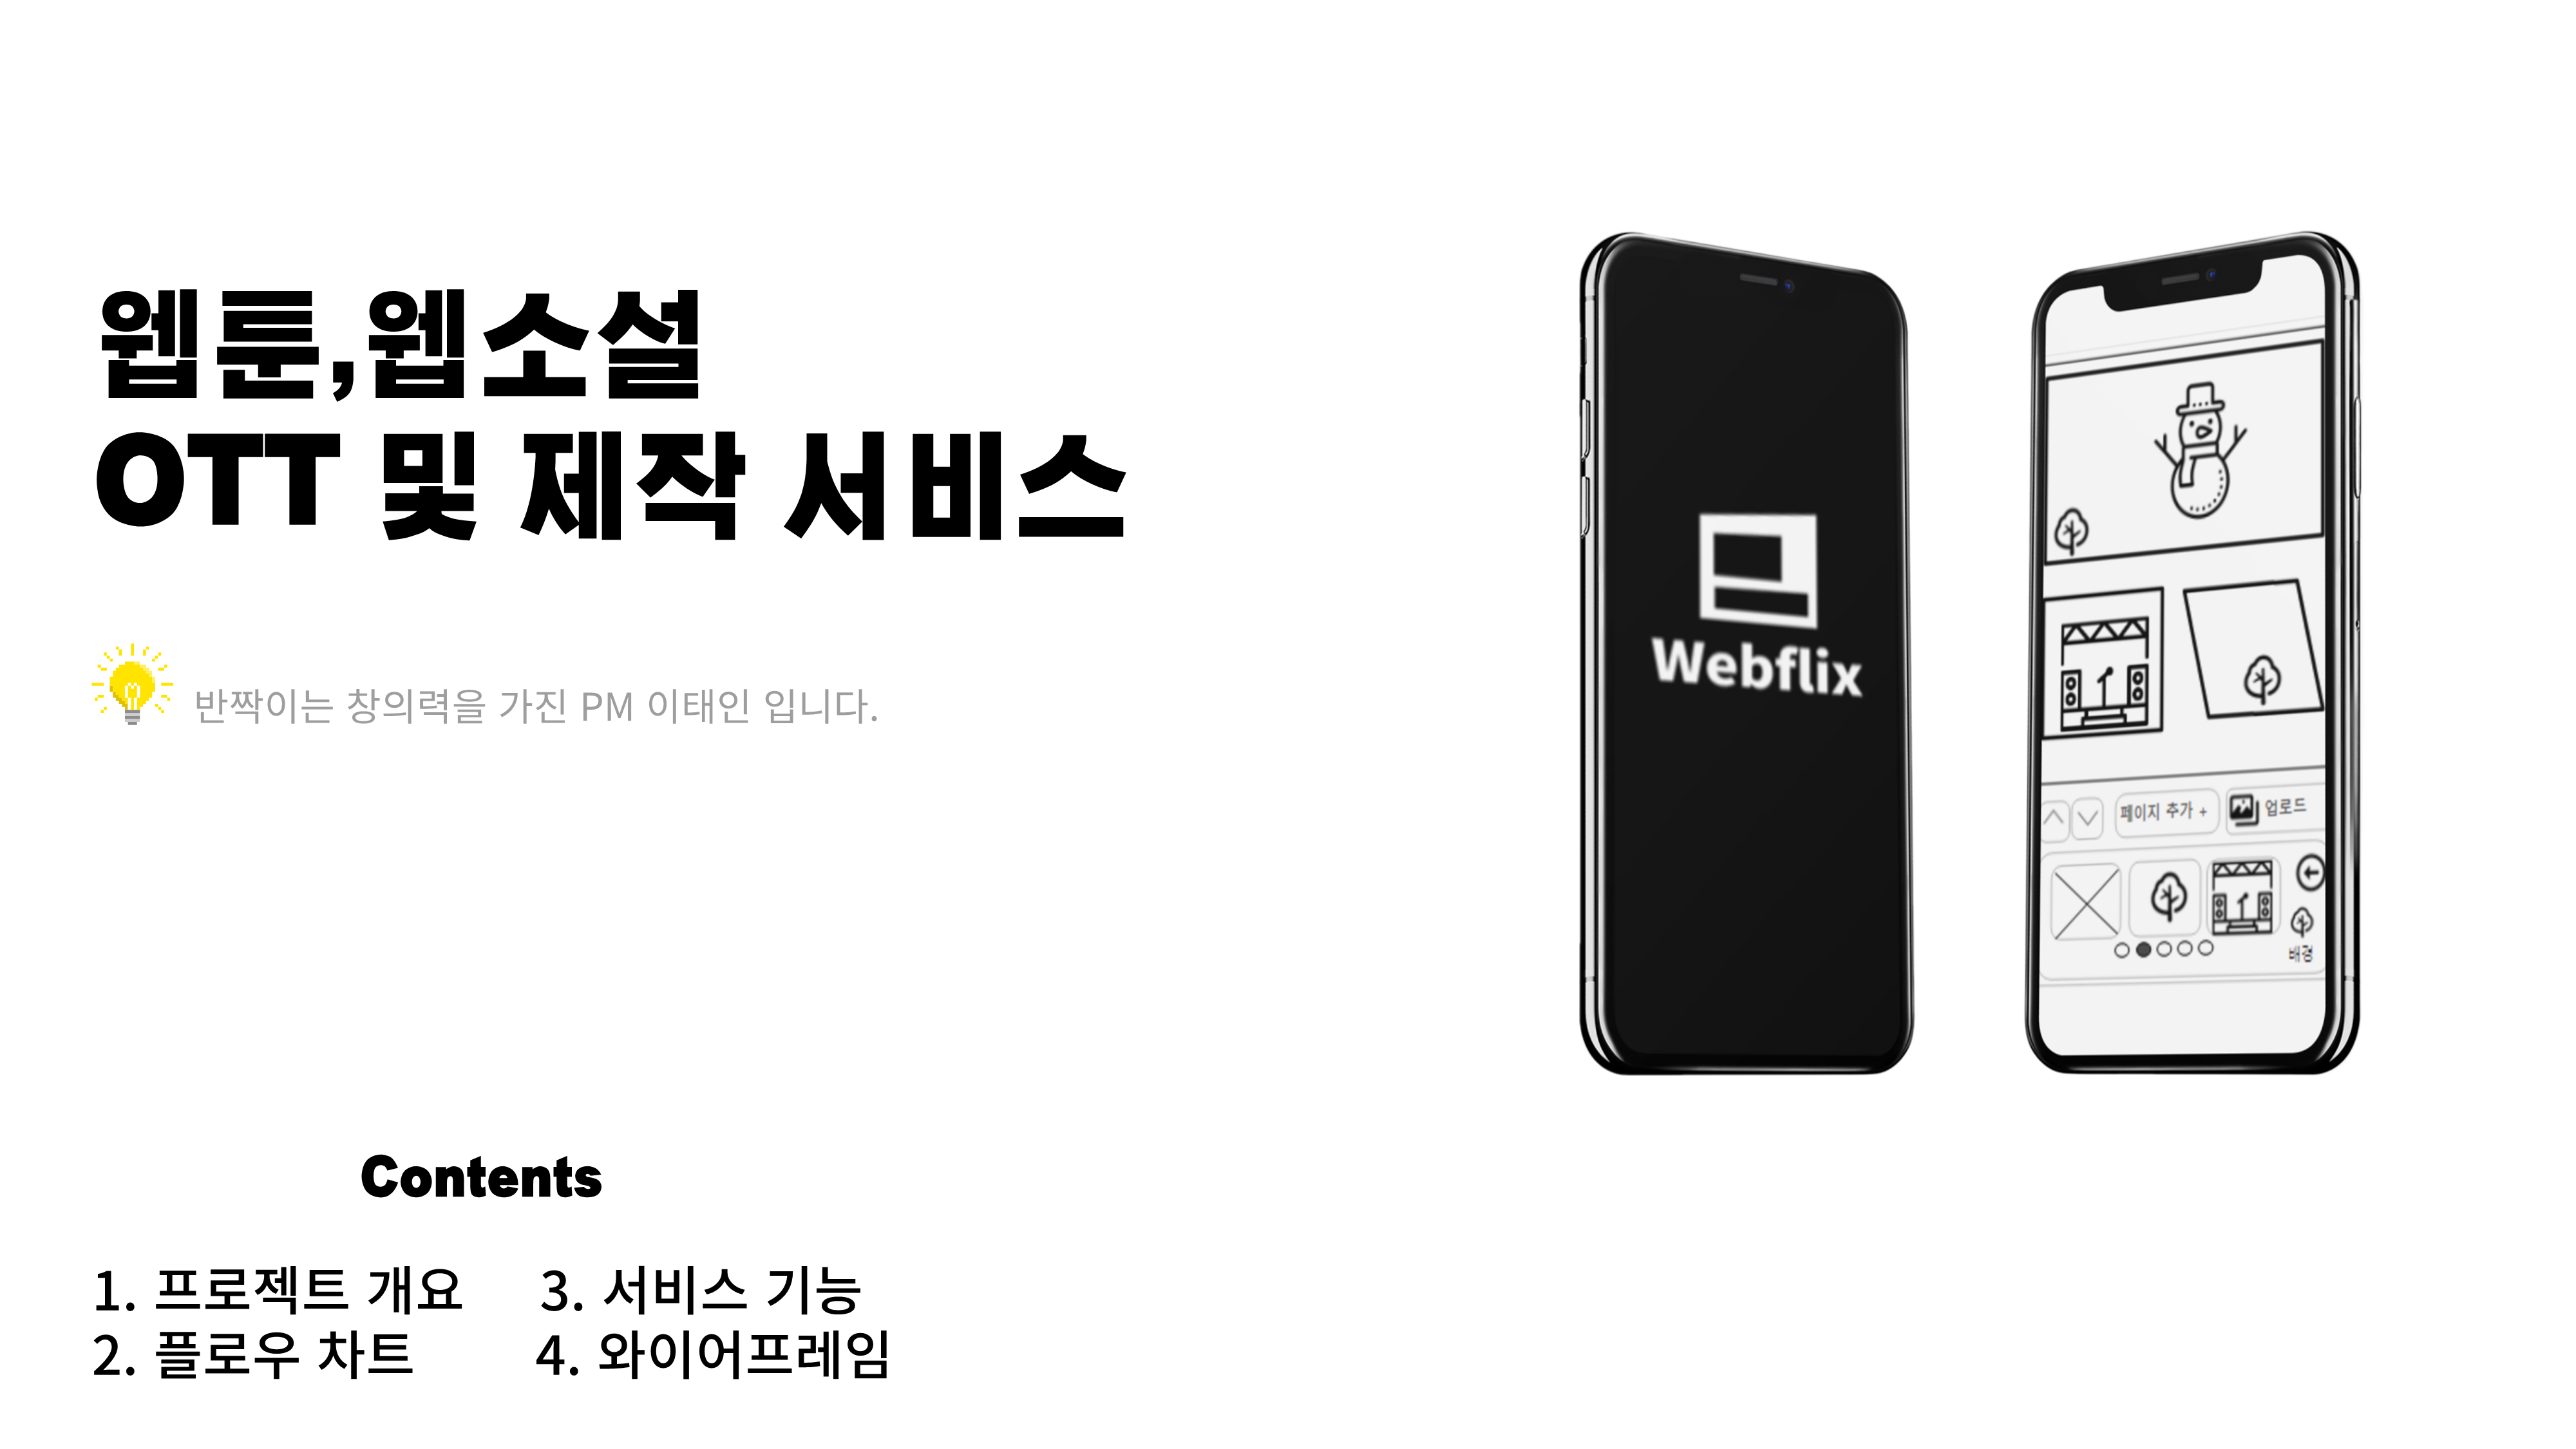 웹툰,웹소설
OTT 및 제작 서비스
반짝이는 창의력을 가진 PM 이태인 입니다.
Webflix
페이지 추가 +
업로드
배경
Contents
1. 프로젝트 개요
2. 플로우 차트
3. 서비스 기능
4. 와이어프레임